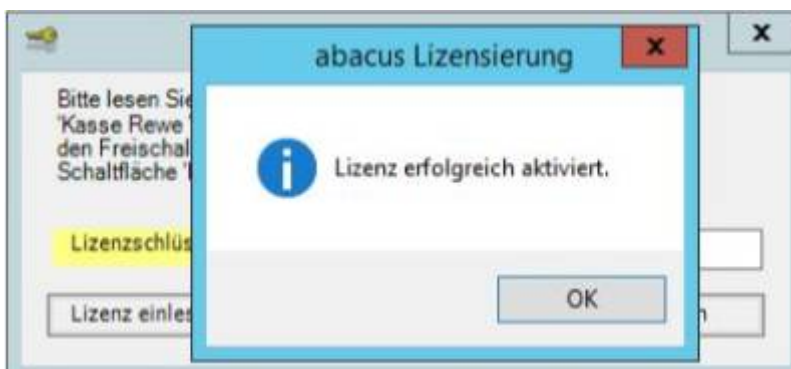 abacus Lizensierung
Bitte lesen Sie
'Kasse Rewe
den Freischal
Schaltfläche
Lizenz erfolgreich aktiviert.
Lizenzschlüs
OK
Lizenz einles